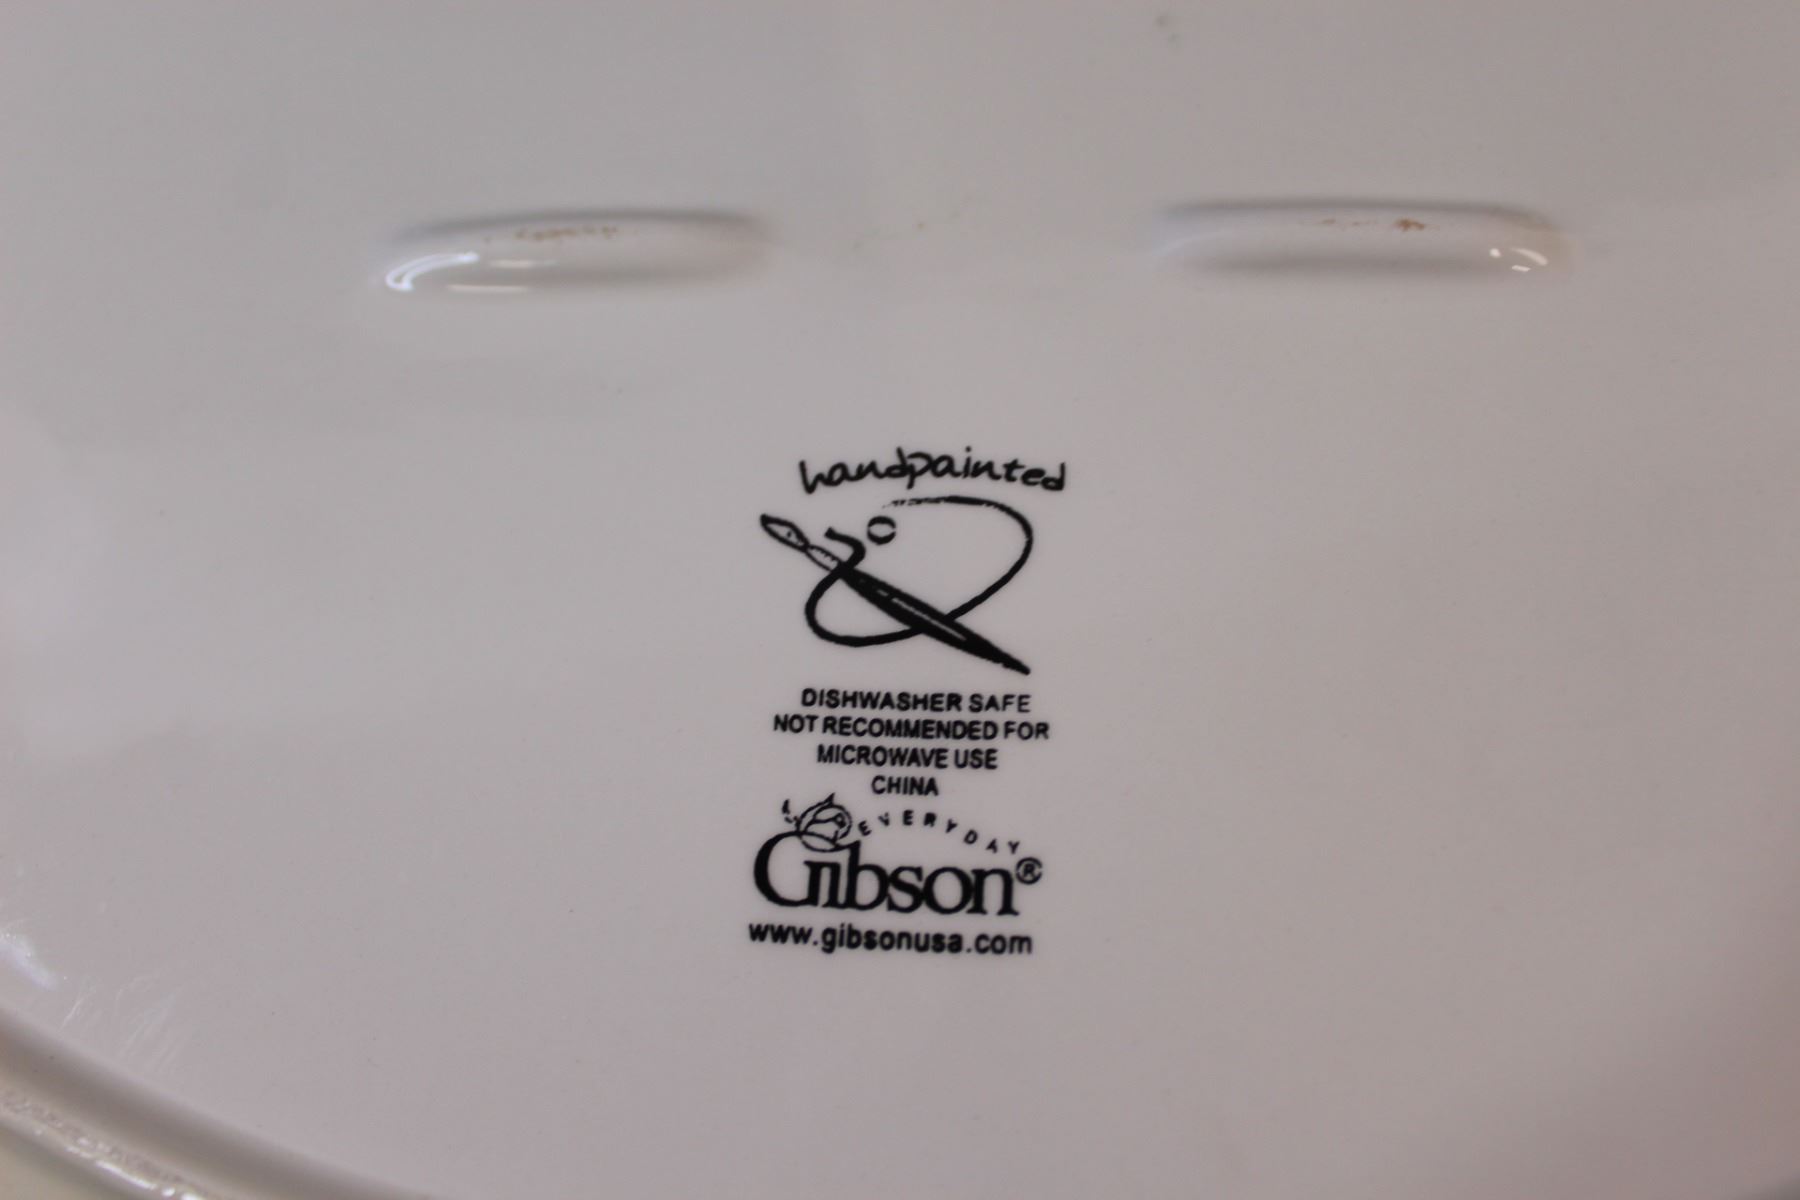 handpainted
DISHWASHER SAFE
NOT RECOMMENDED FOR
MICROWAVE USE
CHINA
EVERYDAY
Gibson®
www.gibsonusa.com